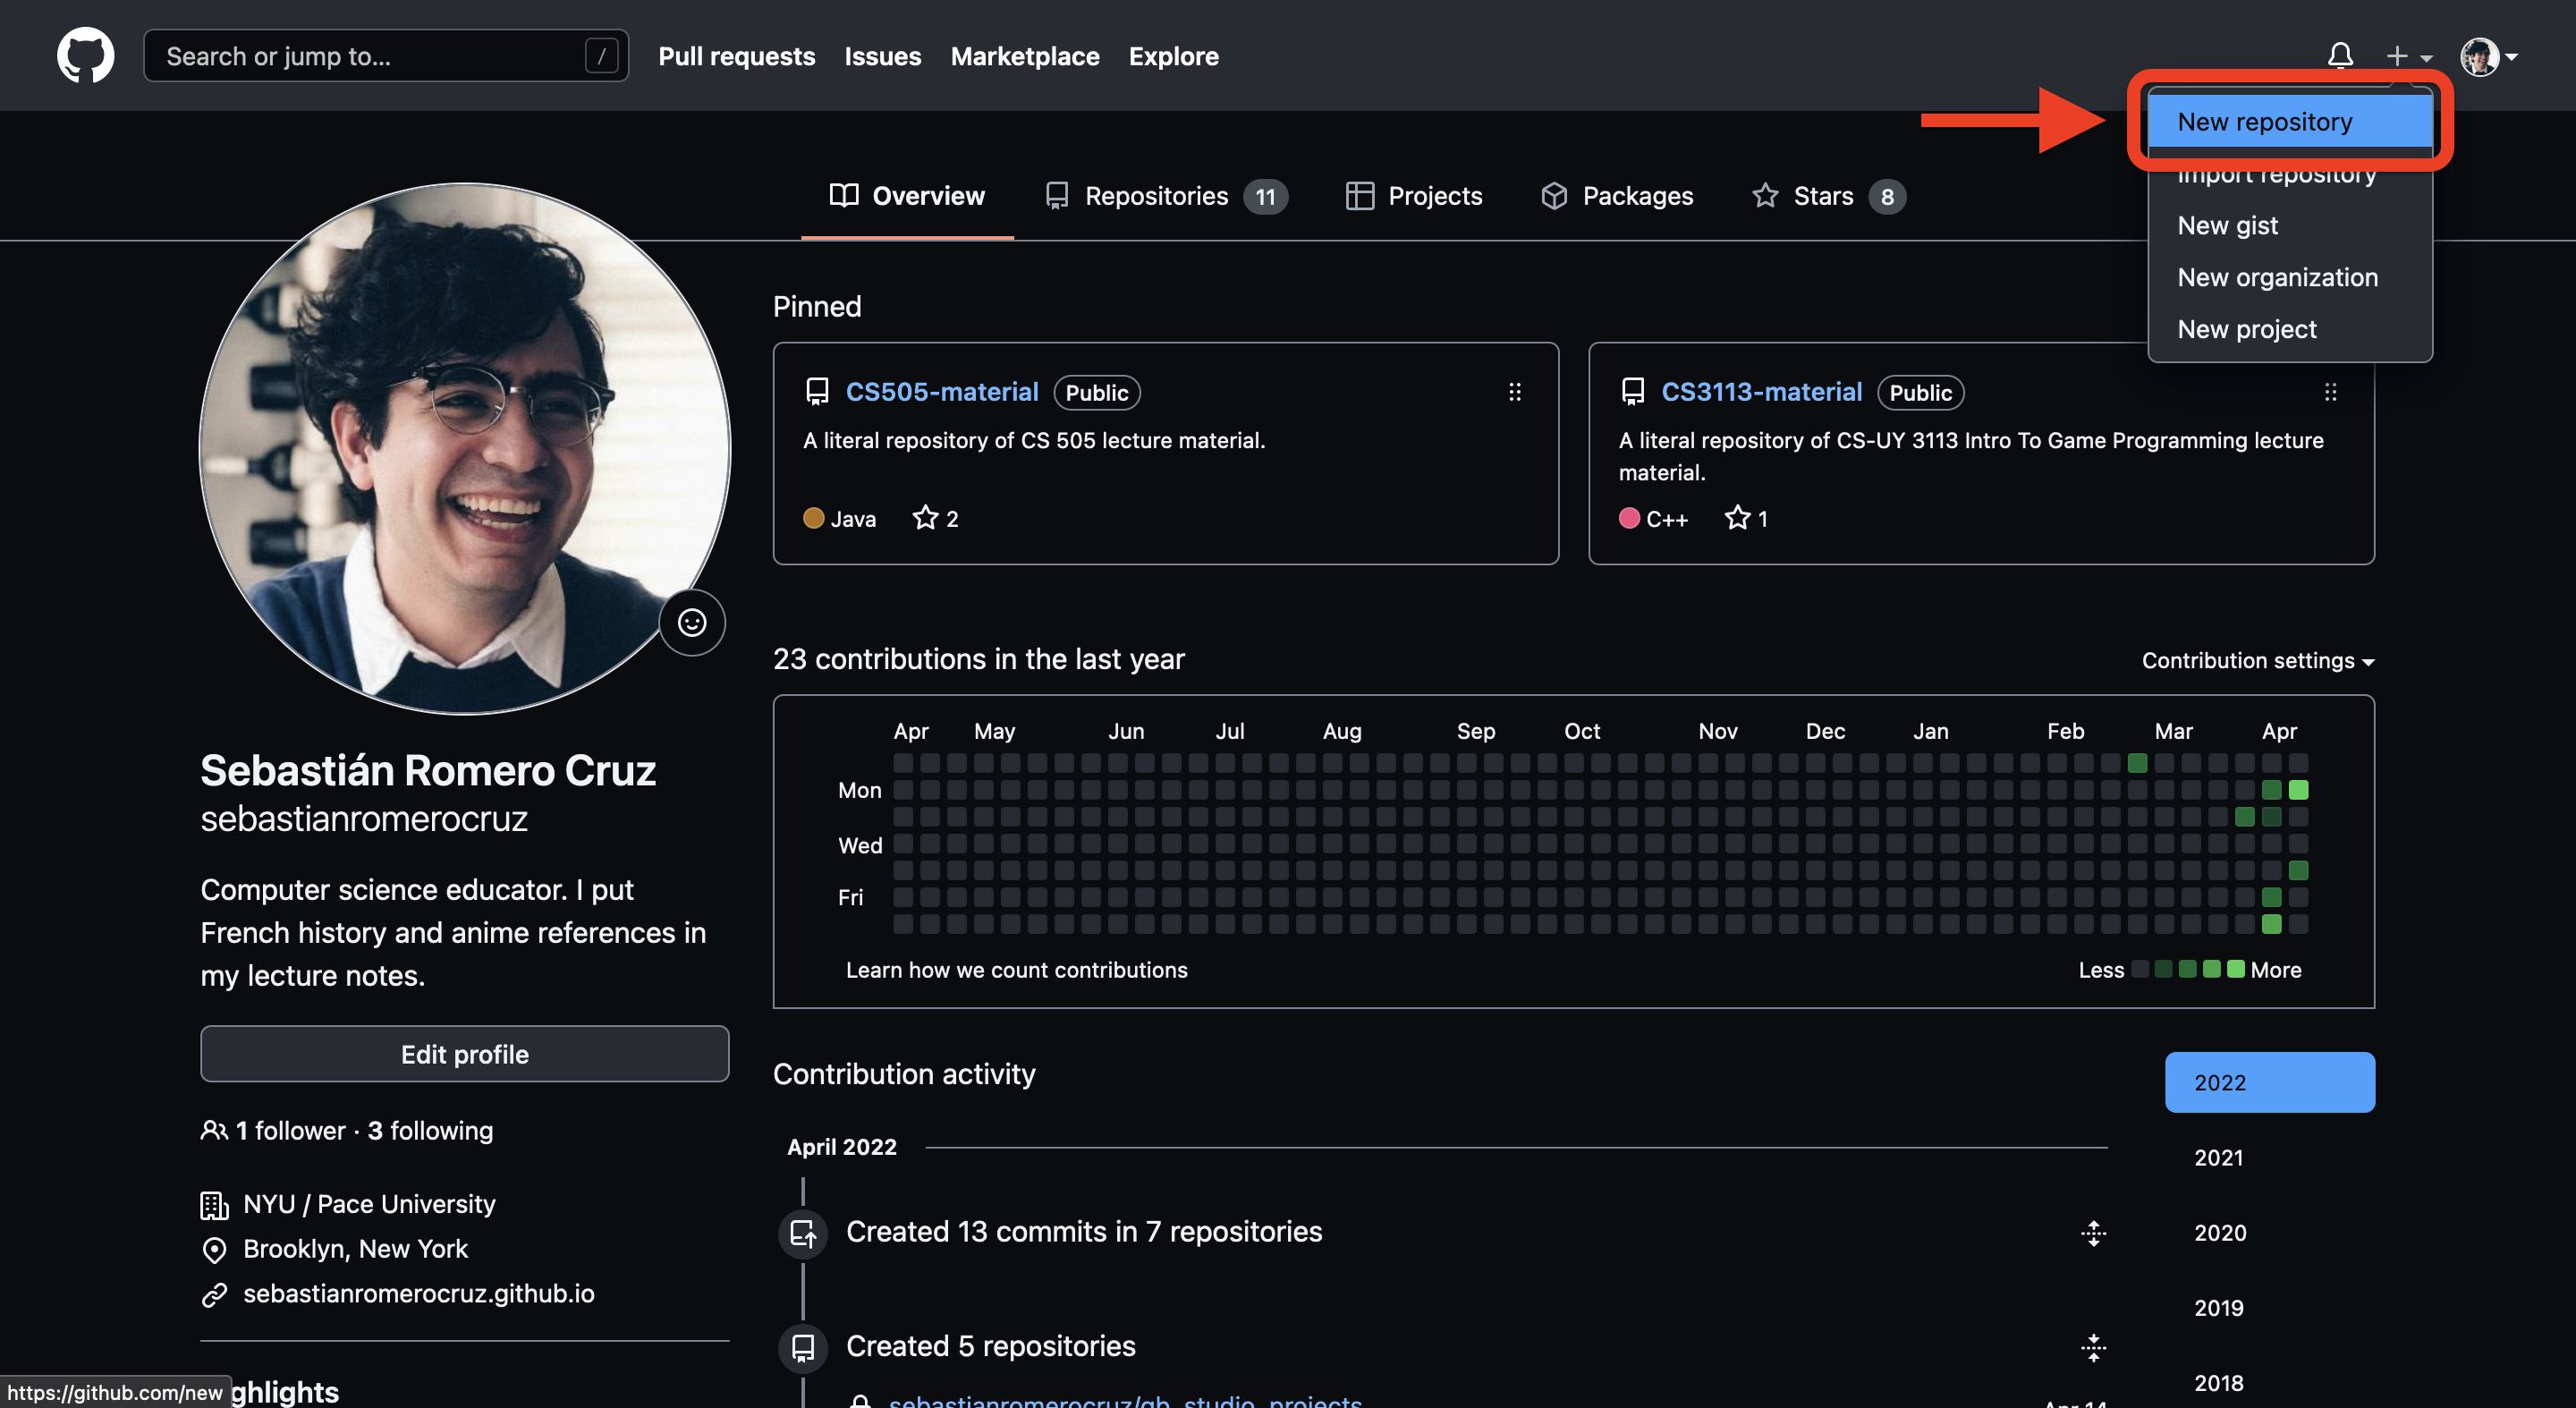 Search or jump to... /
Pull requests
Issues
Marketplace
Explore
New repository
Import repository
New gist
New organization
New project
Overview
Repositories 11
Projects
Packages
Stars 8
Sebastián Romero Cruz
sebastianromerocruz
Computer science educator. I put
French history and anime references in
my lecture notes.
Edit profile
1 follower · 3 following
NYU / Pace University
Brooklyn, New York
sebastianromerocruz.github.io
ghlights
https://github.com/new
Pinned
CS505-material Public
A literal repository of CS 505 lecture material.
Java 2
CS3113-material Public
A literal repository of CS-UY 3113 Intro To Game Programming lecture
material.
C++ 1
23 contributions in the last year
Contribution settings
Apr May Jun Jul Aug Sep Oct Nov Dec Jan Feb Mar Apr
Mon
Wed
Fri
Learn how we count contributions
Less More
Contribution activity
2022
2021
2020
2019
2018
April 2022
Created 13 commits in 7 repositories
Created 5 repositories
sebastianromerocruz/gb_studio_projects
Apr 14